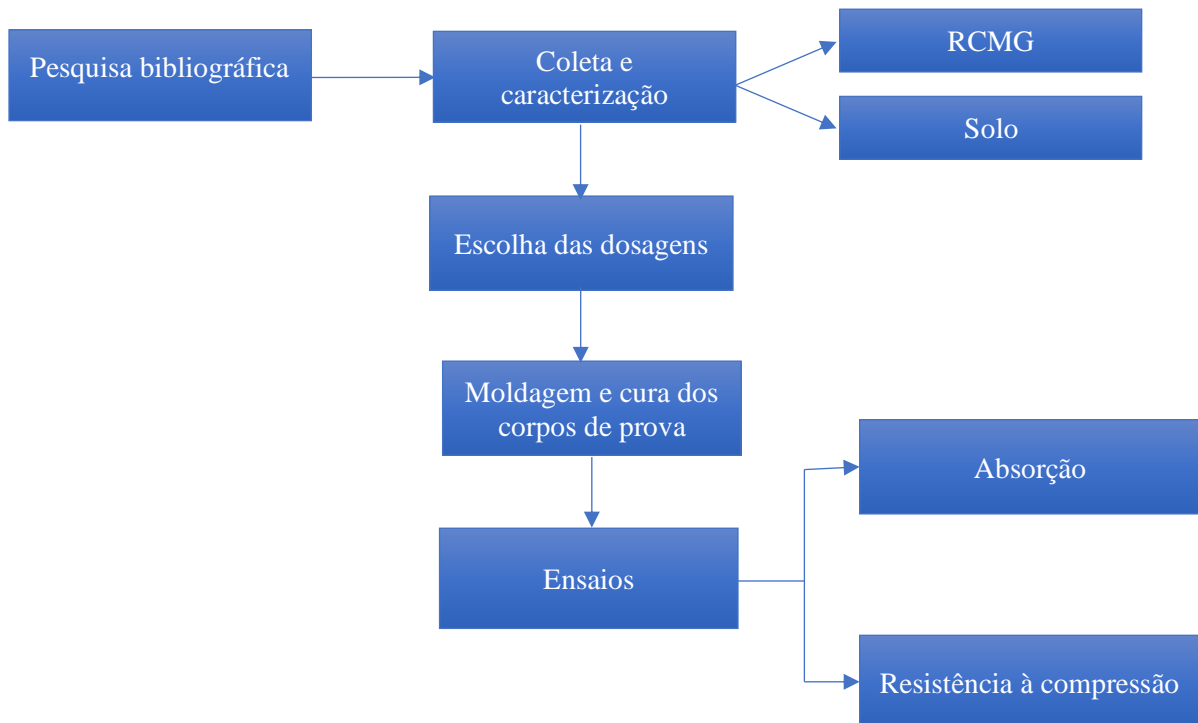 Pesquisa bibliográfica
Coleta e
caracterização
RCMG
Solo
Escolha das dosagens
Moldagem e cura dos
corpos de prova
Ensaios
Absorção
Resistência à compressão